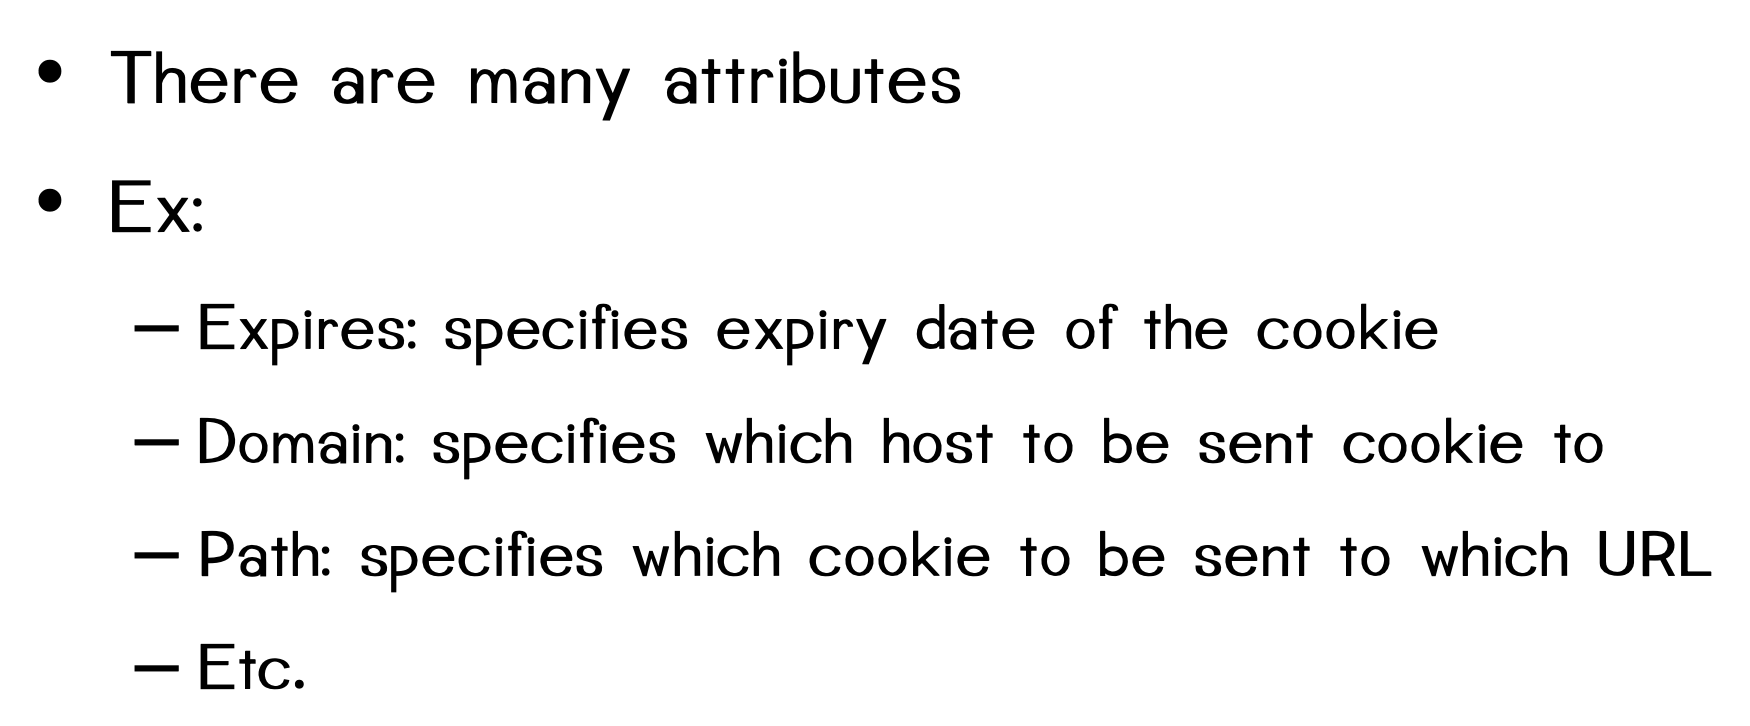 • There are many attributes
• Ex:
– Expires: specifies expiry date of the cookie
– Domain: specifies which host to be sent cookie to
– Path: specifies which cookie to be sent to which URL
– Etc.